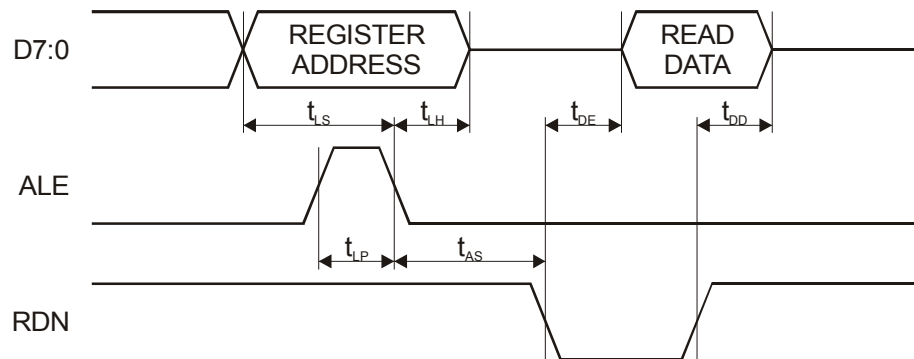 D7:0
REGISTER
ADDRESS
READ
DATA
tLS
tLH
tDE
tDD
ALE
tLP
tAS
RDN